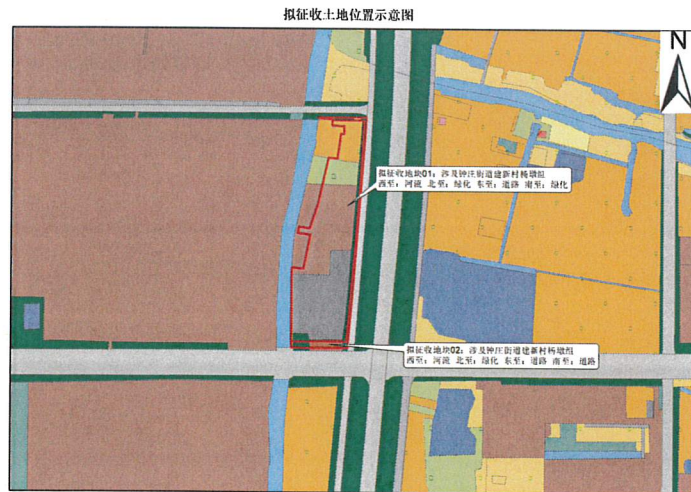 拟征收土地位置示意图
N
拟征收地块01：涉及钟庄街道建新村杨墩组
西至：河流 北至：绿化 东至：道路 南至：绿化
拟征收地块02：涉及钟庄街道建新村杨墩组
西至：河流 北至：绿化 东至：道路 南至：道路